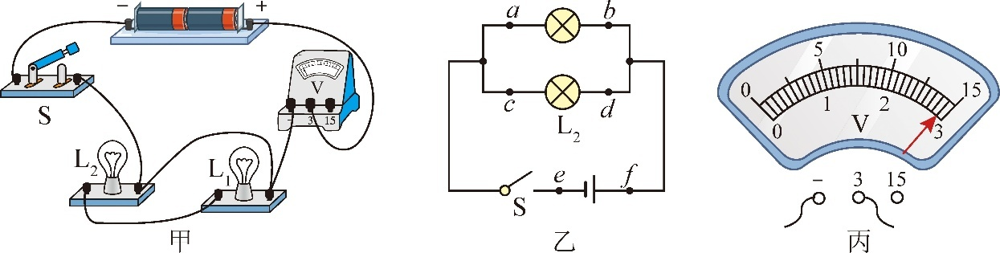 − +
S
V
− 3 15
L₂
L₁
甲
a b
c d
L₂
S e f
乙
0 5 10 15
0 1 2 3
V
− 3 15
丙